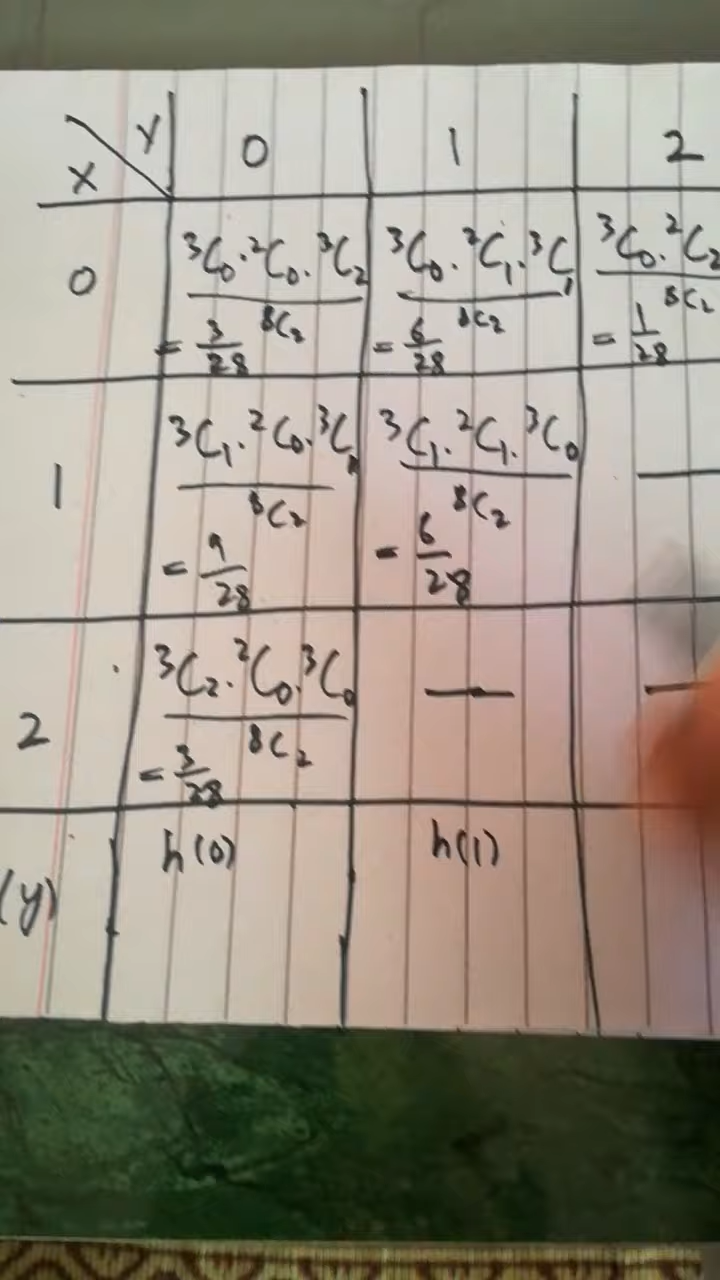 Y 0 1 2
X
0 ³C₀·²C₀·³C₂ ³C₀·²C₁·³C₁ ³C₀·²C₂
⁸C₂ ⁸C₂ ⁸C₂
= 3/28 = 6/28 = 1/28
1 ³C₁·²C₀·³C₁ ³C₁·²C₁·³C₀ —
⁸C₂ ⁸C₂
= 9/28 = 6/28
2 ³C₂·²C₀·³C₀ — —
⁸C₂
= 3/28
(y) h(0) h(1)